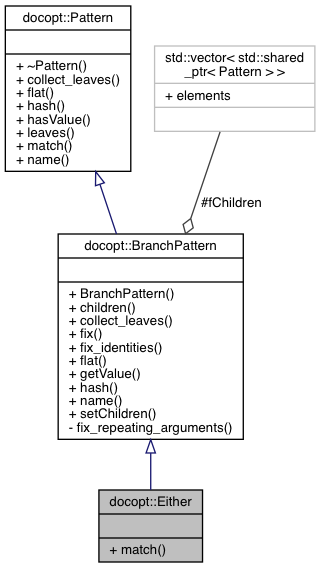 docopt::Pattern
+ ~Pattern()
+ collect_leaves()
+ flat()
+ hash()
+ hasValue()
+ leaves()
+ match()
+ name()
std::vector< std::shared
_ptr< Pattern > >
+ elements
#fChildren
docopt::BranchPattern
+ BranchPattern()
+ children()
+ collect_leaves()
+ fix()
+ fix_identities()
+ flat()
+ getValue()
+ hash()
+ name()
+ setChildren()
- fix_repeating_arguments()
docopt::Either
+ match()